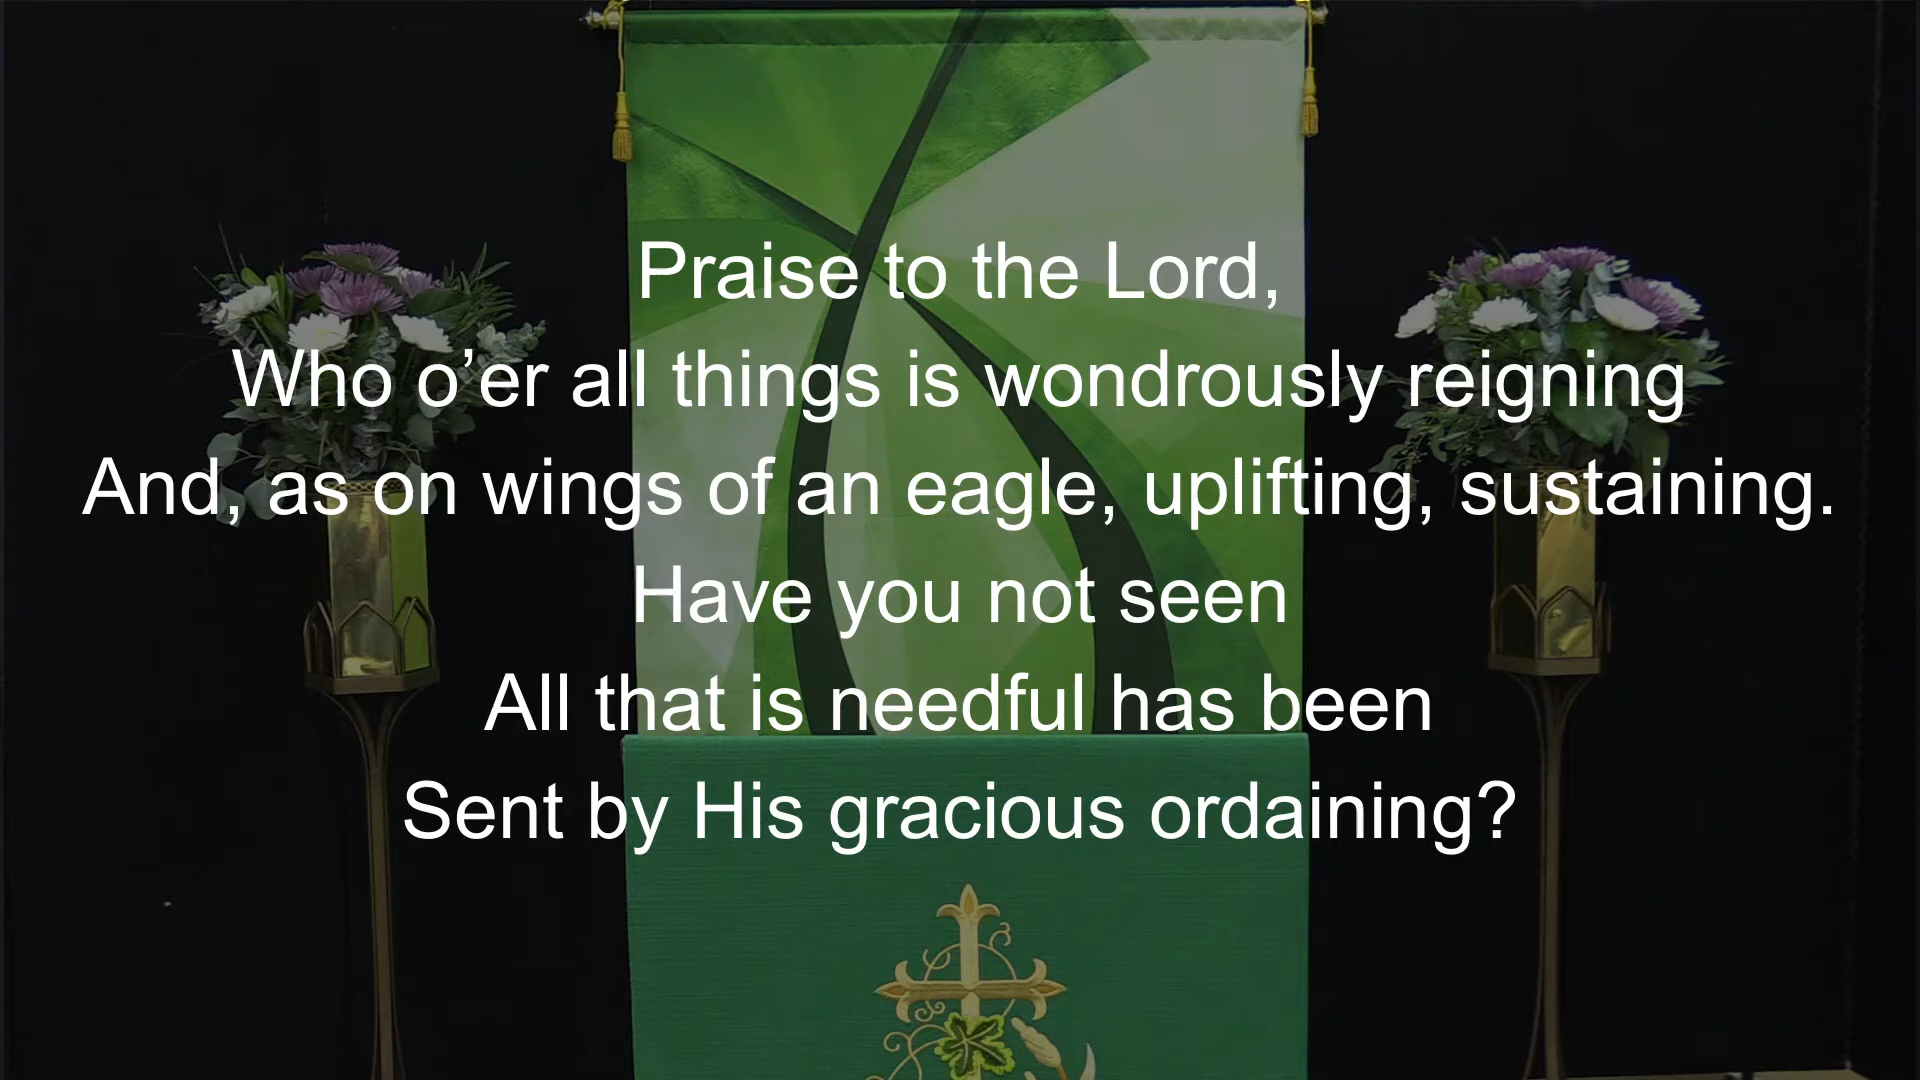 Praise to the Lord,
Who o’er all things is wondrously reigning
And, as on wings of an eagle, uplifting, sustaining.
Have you not seen
All that is needful has been
Sent by His gracious ordaining?